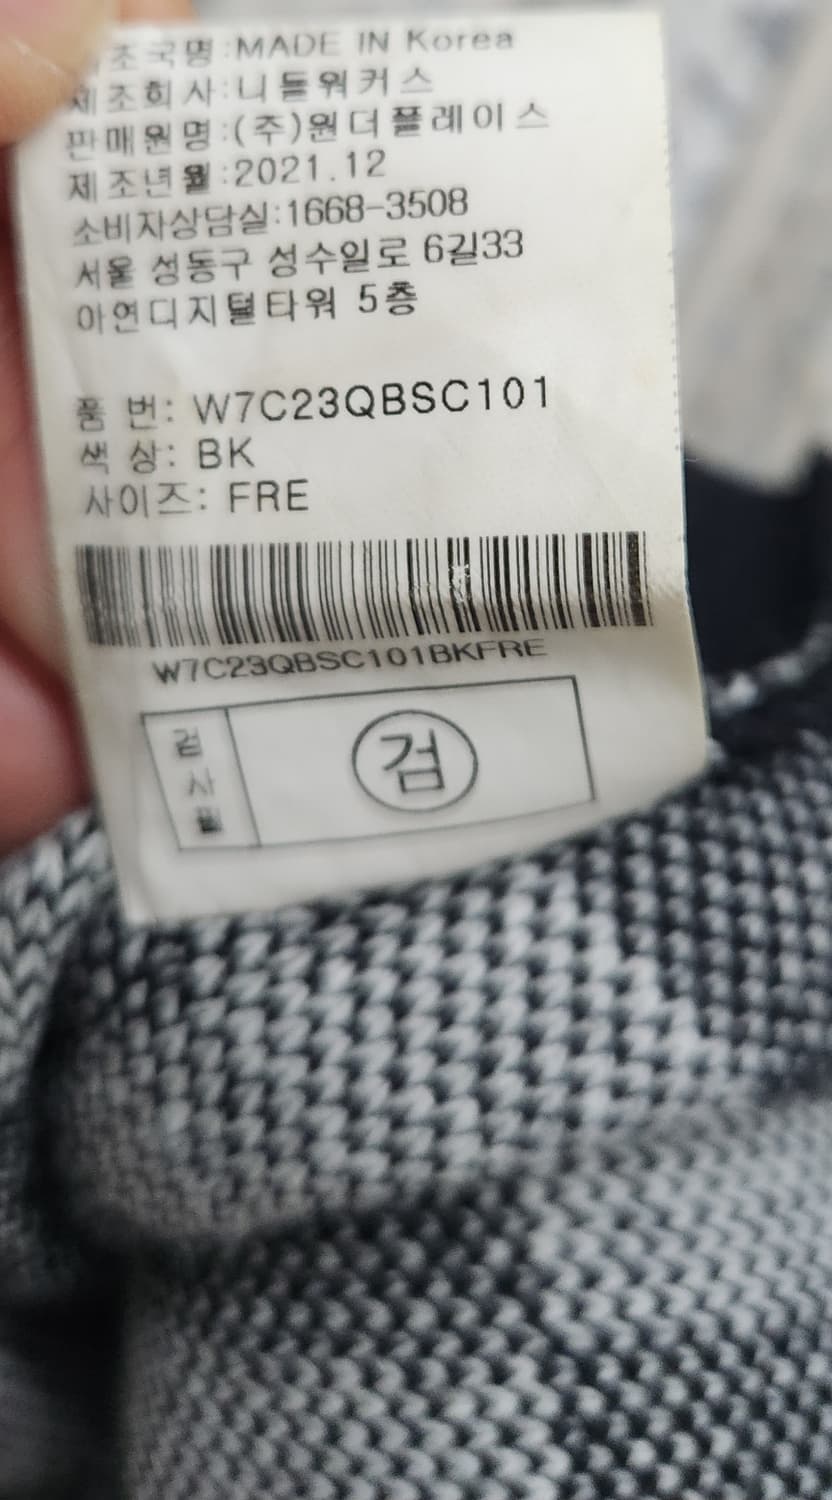 제조국명:MADE IN Korea
제조회사:니들워커스
판매원명:(주)원더플레이스
제조년월:2021.12
소비자상담실:1668-3508
서울 성동구 성수일로 6길33
아연디지털타워 5층
품 번: W7C23QBSC101
색 상: BK
사이즈: FRE
W7C23QBSC101BKFRE
검사필
검